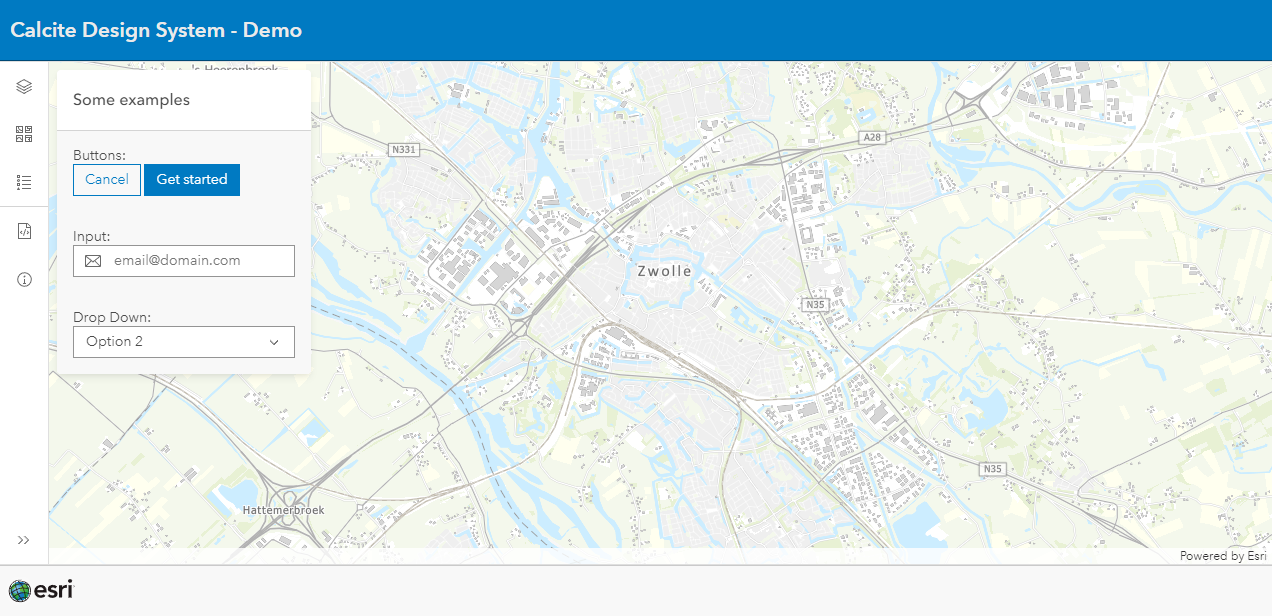 Calcite Design System - Demo
's Heerenbroek
Some examples
Buttons:
Cancel
Get started
Input:
email@domain.com
Drop Down:
Option 2
N331
A28
Zwolle
N35
N35
Hattemerbroek
Powered by Esri
esri